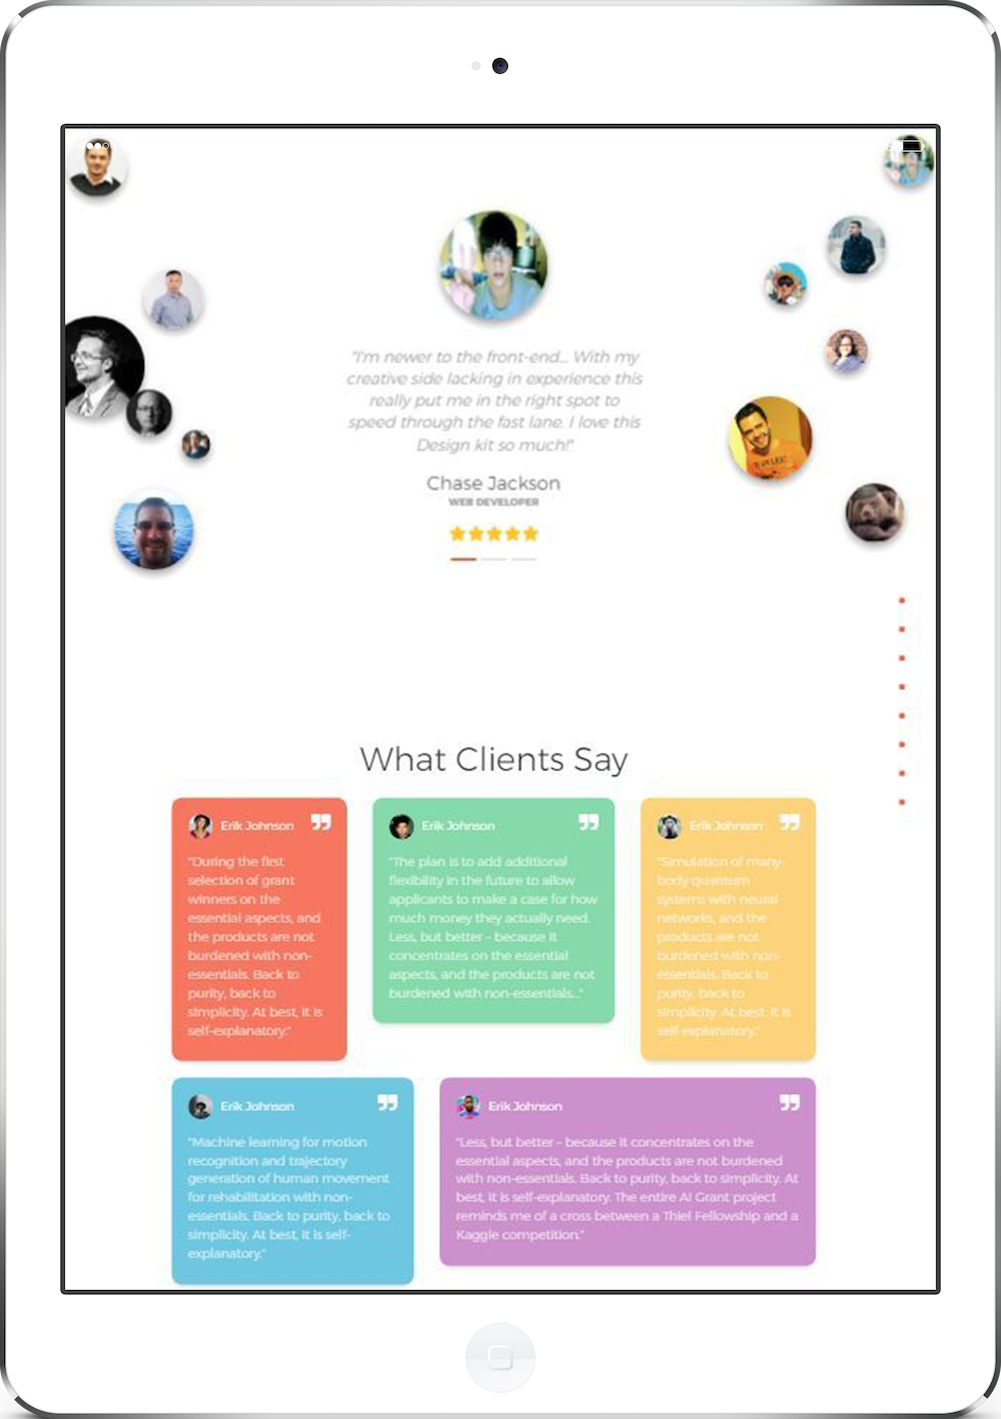 "I'm newer to the front-end... With my
creative side lacking in experience this
really put me in the right spot to
speed through the fast lane. I love this
Design kit so much!"
Chase Jackson
WEB DEVELOPER
What Clients Say
Erik Johnson
"During the first
selection of grant
winners on the
essential aspects, and
the products are not
burdened with non-
essentials. Back to
purity, back to
simplicity. At best, it is
self-explanatory."
Erik Johnson
"The plan is to add additional
flexibility in the future to allow
applicants to make a case for how
much money they actually need.
Less, but better – because it
concentrates on the essential
aspects, and the products are not
burdened with non-essentials..."
Erik Johnson
"Simulation of many-
body quantum
systems with neural
networks, and the
products are not
burdened with non-
essentials. Back to
purity, back to
simplicity. At best, it is
self-explanatory."
Erik Johnson
"Machine learning for motion
recognition and trajectory
generation of human movement
for rehabilitation with non-
essentials. Back to purity, back to
simplicity. At best, it is self-
explanatory."
Erik Johnson
"Less, but better – because it concentrates on the
essential aspects, and the products are not burdened
with non-essentials. Back to purity, back to simplicity. At
best, it is self-explanatory. The entire AI Grant project
reminds me of a cross between a Thiel Fellowship and a
Kaggle competition."